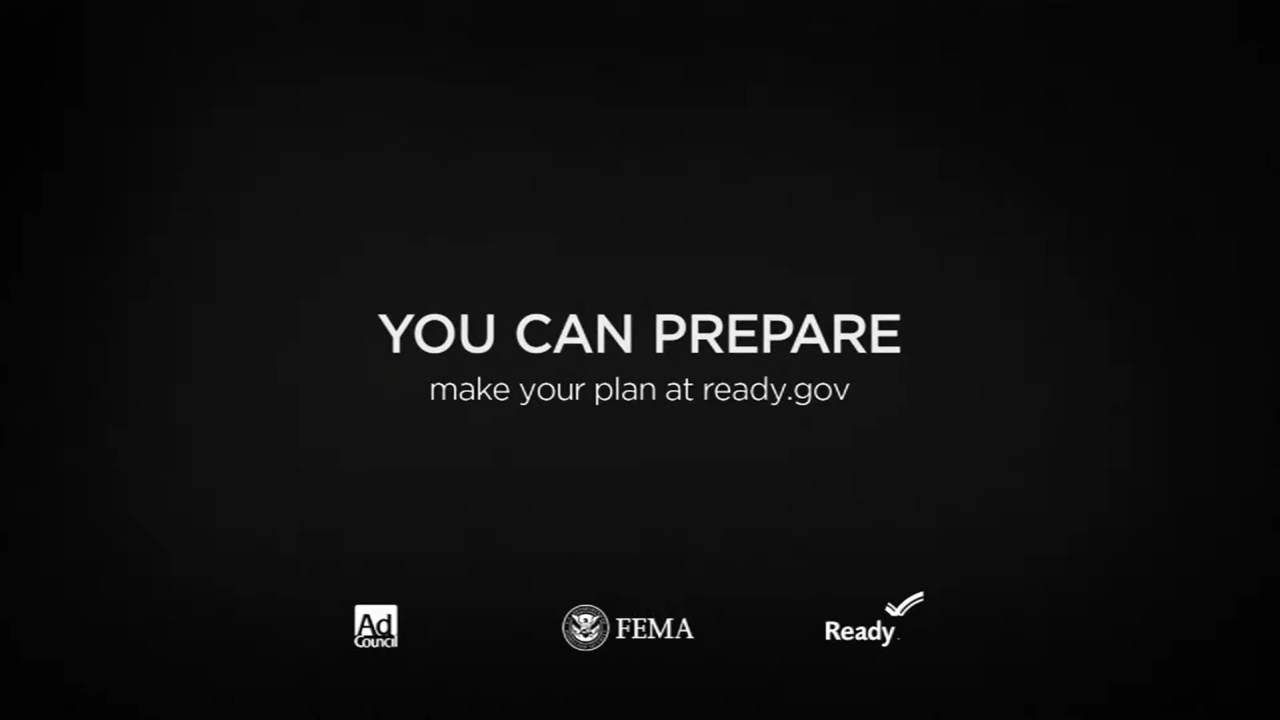 YOU CAN PREPARE
make your plan at ready.gov
Ad Council
FEMA
Ready